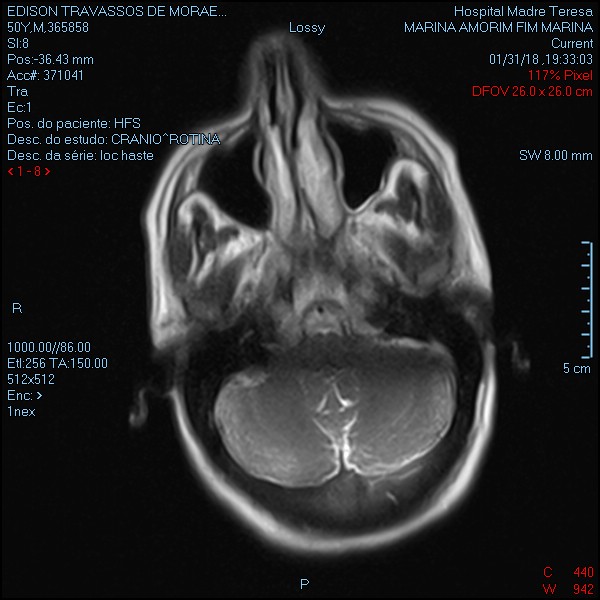 EDISON TRAVASSOS DE MORAE...
50Y,M,365858
Sl:8
Pos:-36.43 mm
Acc#: 371041
Tra
Ec:1
Pos. do paciente: HFS
Desc. do estudo: CRANIO^ROTINA
Desc. da série: loc haste
< 1 - 8 >
Lossy
Hospital Madre Teresa
MARINA AMORIM FIM MARINA
Current
01/31/18 ,19:33:03
117% Pixel
DFOV 26.0 x 26.0 cm
SW 8.00 mm
R
5 cm
1000.00//86.00
Etl:256 TA:150.00
512x512
Enc: >
1nex
P
C 440
W 942